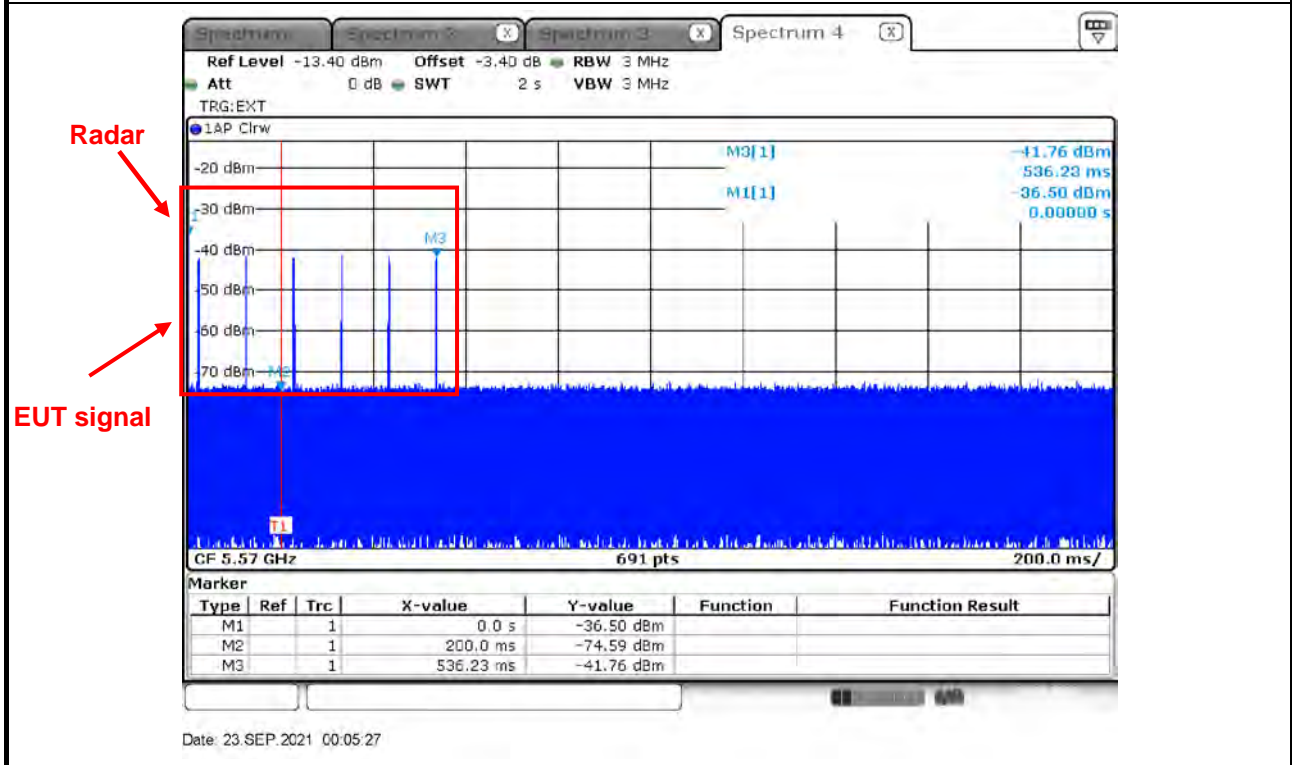 Spectrum 4
Ref Level -13.40 dBm Offset -3.40 dB RBW 3 MHz
Att 0 dB SWT 2 s VBW 3 MHz
TRG:EXT
1AP Clrw
Radar
M3[1] -41.76 dBm
536.23 ms
M1[1] -36.50 dBm
0.00000 s
-20 dBm
-30 dBm
M3
-40 dBm
-50 dBm
-60 dBm
-70 dBm M2
EUT signal
T1
CF 5.57 GHz 691 pts 200.0 ms/
Marker
Type Ref Trc X-value Y-value Function Function Result
M1 1 0.0 s -36.50 dBm
M2 1 200.0 ms -74.59 dBm
M3 1 536.23 ms -41.76 dBm
Date: 23.SEP.2021 00:05:27